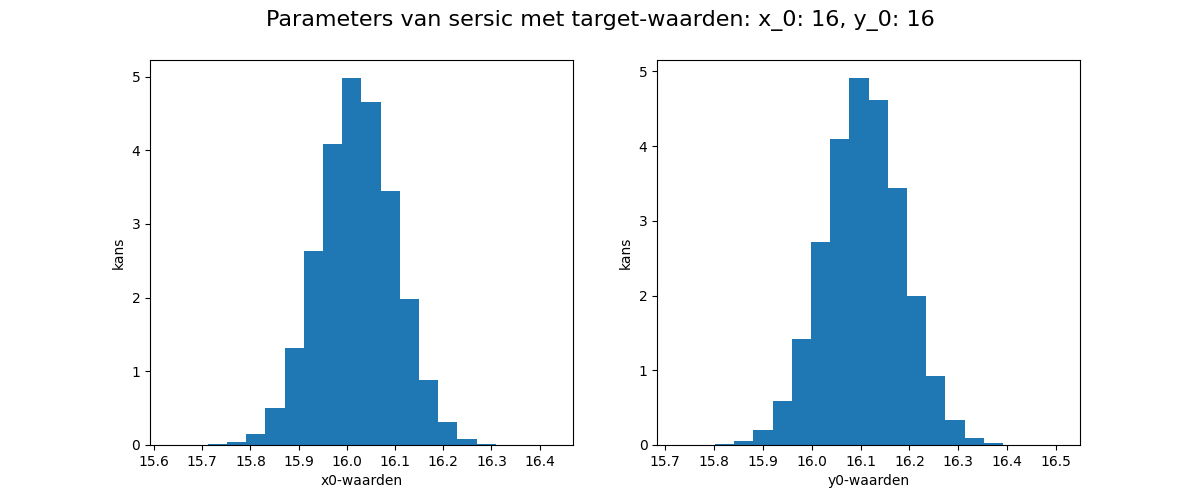 Parameters van sersic met target-waarden: x_0: 16, y_0: 16
kans
5
4
3
2
1
0
15.6 15.7 15.8 15.9 16.0 16.1 16.2 16.3 16.4
x0-waarden
kans
5
4
3
2
1
0
15.7 15.8 15.9 16.0 16.1 16.2 16.3 16.4 16.5
y0-waarden